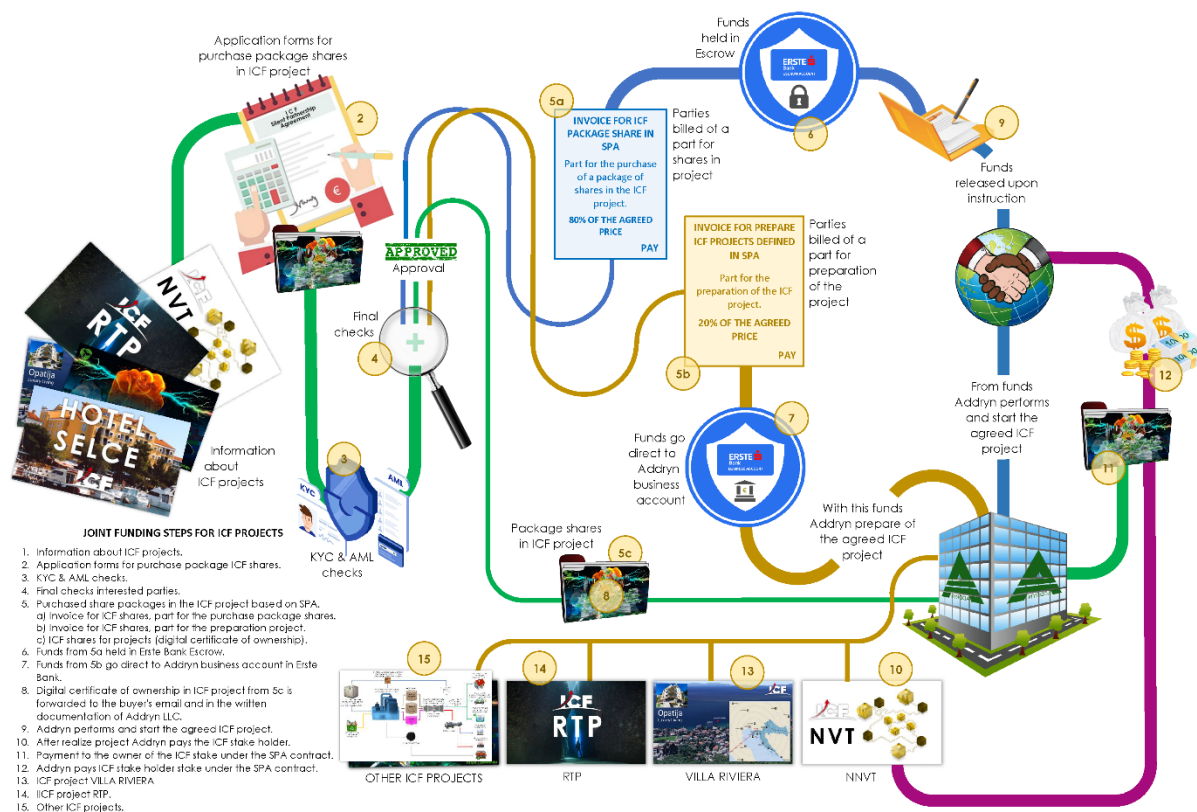 Application forms for
purchase package shares
in ICF project
2
I C F
Silent Partnership
Agreement
€
ICF
RTP
ICF
NVT
Opatija
Luxury Living
HOTEL
SELCE
ICF
Information
about
ICF projects
3
KYC
AML
KYC & AML
checks
APPROVED
Approval
Final
checks
4
5a
INVOICE FOR ICF
PACKAGE SHARE IN
SPA
Part for the purchase
of a package of
shares in the ICF
project.
80% OF THE AGREED
PRICE
PAY
Parties
billed of a
part for
shares in
project
Funds
held in
Escrow
ERSTE
Bank
ESCROW ACCOUNT
6
9
Funds
released upon
instruction
INVOICE FOR PREPARE
ICF PROJECTS DEFINED
IN SPA
Part for the
preparation of the ICF
project.
20% OF THE AGREED
PRICE
PAY
5b
Parties
billed of a
part for
preparation
of the
project
Funds go
direct to
Addryn
business
account
7
ERSTE
Bank
BUSINESS ACCOUNT
From funds
Addryn performs
and start the
agreed ICF
project
12
11
With this funds
Addryn prepare of
the agreed ICF
project
Package shares
in ICF project
5c
8
JOINT FUNDING STEPS FOR ICF PROJECTS
1. Information about ICF projects.
2. Application forms for purchase package ICF shares.
3. KYC & AML checks.
4. Final checks interested parties.
5. Purchased share packages in the ICF project based on SPA.
a) Invoice for ICF shares, part for the purchase package shares.
b) Invoice for ICF shares, part for the preparation project.
c) ICF shares for projects (digital certificate of ownership).
6. Funds from 5a held in Erste Bank Escrow.
7. Funds from 5b go direct to Addryn business account in Erste
Bank.
8. Digital certificate of ownership in ICF project from 5c is
forwarded to the buyer's email and in the written
documentation of Addryn LLC.
9. Addryn performs and start the agreed ICF project.
10. After realize project Addryn pays the ICF stake holder.
11. Payment to the owner of the ICF stake under the SPA contract.
12. Addryn pays ICF stake holder stake under the SPA contract.
13. ICF project VILLA RIVIERA
14. IICF project RTP.
15. Other ICF projects.
15
OTHER ICF PROJECTS
14
ICF
RTP
RTP
13
Opatija
VILLA RIVIERA
10
ICF
NVT
NNVT